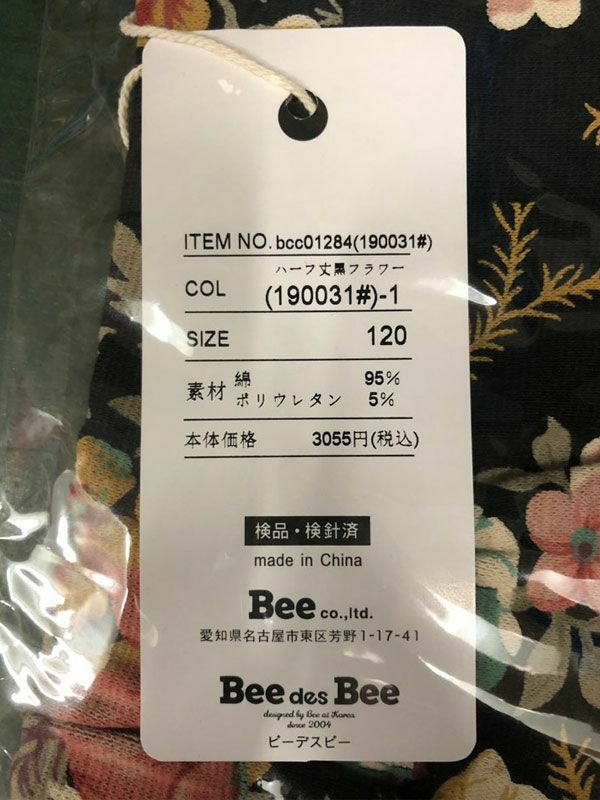 ITEM NO. bcc01284(190031#)
ハーフ丈黒フラワー
COL (190031#)-1
SIZE 120
素材 綿 95%
ポリウレタン 5%
本体価格 3055円(税込)
検品・検針済
made in China
Bee co.,ltd.
愛知県名古屋市東区芳野1-17-41
Bee des Bee
designed by Bee at Korea
since 2004
ビーデスビー